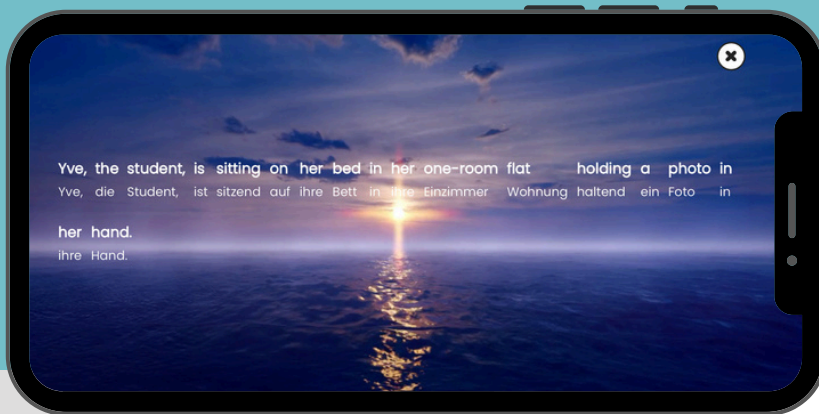 Yve, the student, is sitting on her bed in her one-room flat holding a photo in
Yve, die Student, ist sitzend auf ihre Bett in ihre Einzimmer Wohnung haltend ein Foto in
her hand.
ihre Hand.